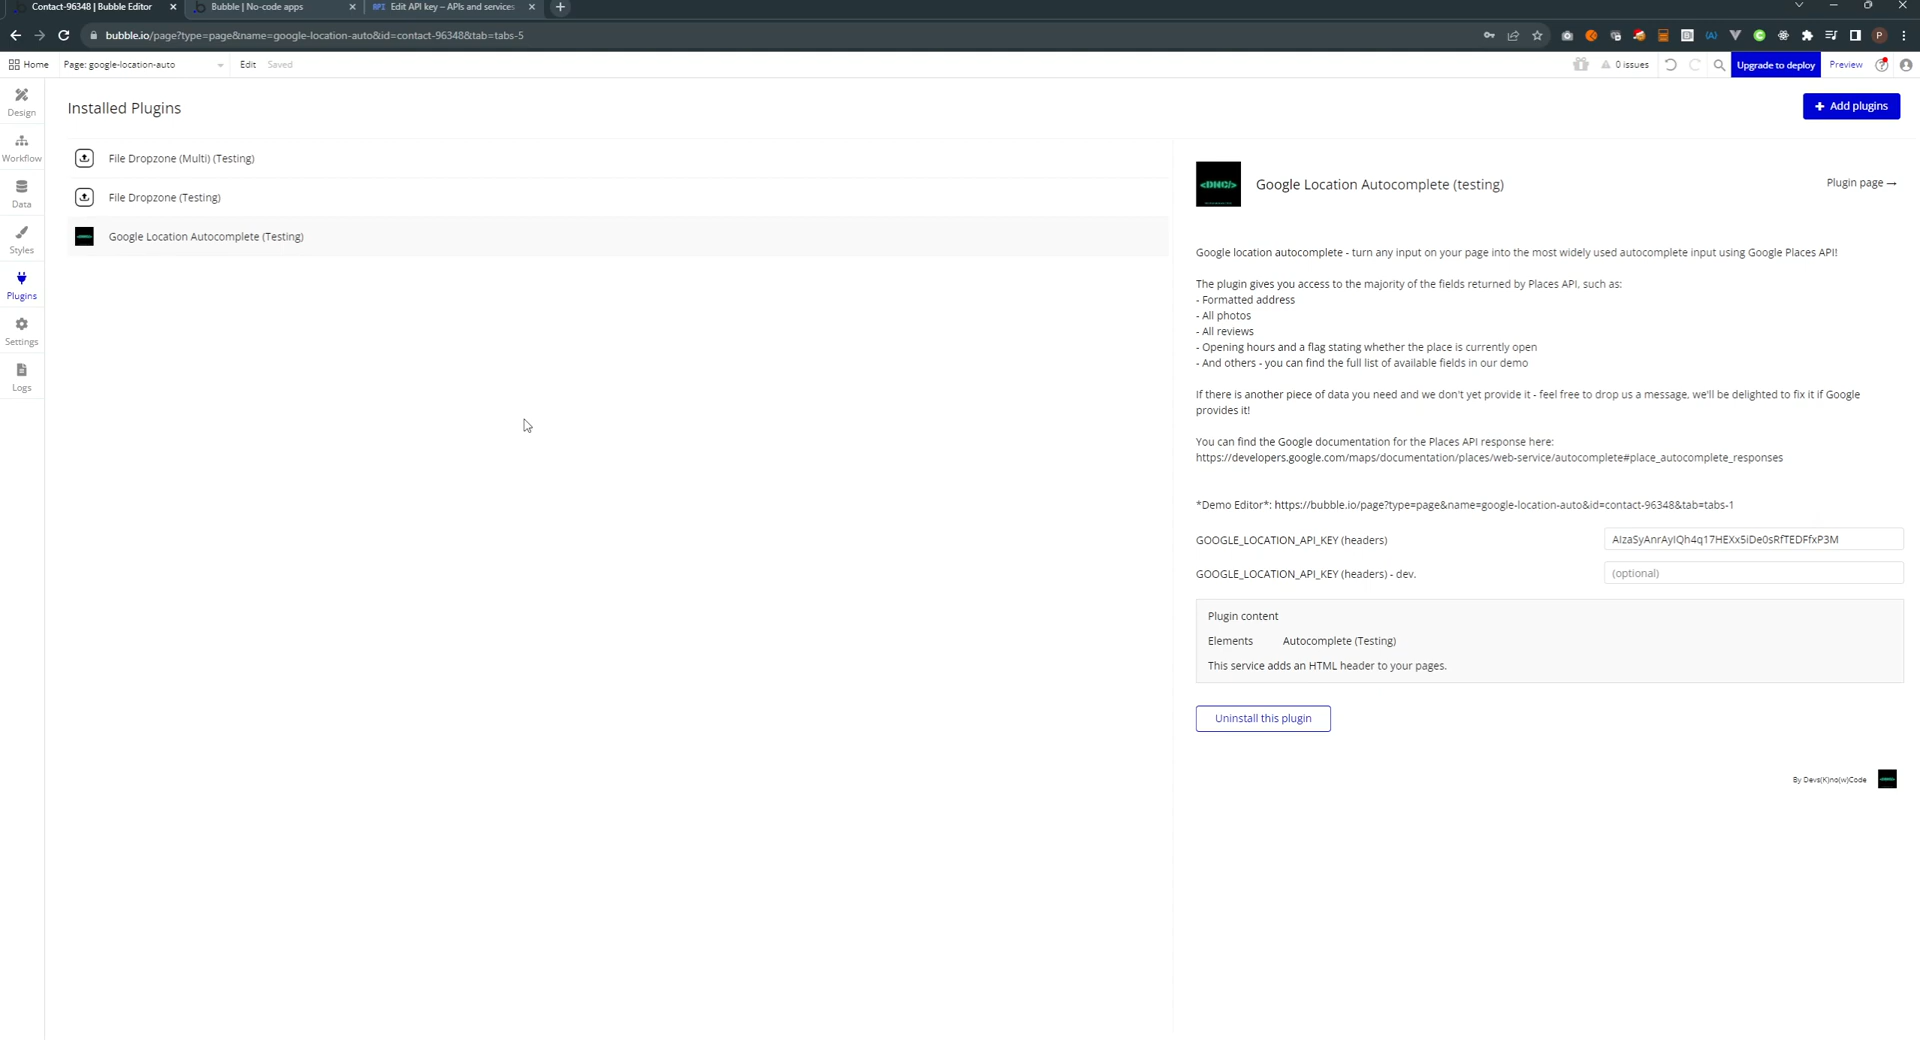 Contact-96348 | Bubble Editor
Bubble | No-code apps
API Edit API key – APIs and services
bubble.io/page?type=page&name=google-location-auto&id=contact-96348&tab=tabs-5
P
Home
Page: google-location-auto
Edit
Saved
0 issues
Upgrade to deploy
Preview
Design
Workflow
Data
Styles
Plugins
Settings
Logs
Installed Plugins
+ Add plugins
File Dropzone (Multi) (Testing)
File Dropzone (Testing)
Google Location Autocomplete (Testing)
<DNC/>
Google Location Autocomplete (testing)
Plugin page →
Google location autocomplete - turn any input on your page into the most widely used autocomplete input using Google Places API!
The plugin gives you access to the majority of the fields returned by Places API, such as:
- Formatted address
- All photos
- All reviews
- Opening hours and a flag stating whether the place is currently open
- And others - you can find the full list of available fields in our demo
If there is another piece of data you need and we don't yet provide it - feel free to drop us a message, we'll be delighted to fix it if Google
provides it!
You can find the Google documentation for the Places API response here:
https://developers.google.com/maps/documentation/places/web-service/autocomplete#place_autocomplete_responses
*Demo Editor*: https://bubble.io/page?type=page&name=google-location-auto&id=contact-96348&tab=tabs-1
GOOGLE_LOCATION_API_KEY (headers)
AIzaSyAnrAyIQh4q17HEXx5iDe0sRfTEDFfxP3M
GOOGLE_LOCATION_API_KEY (headers) - dev.
(optional)
Plugin content
Elements
Autocomplete (Testing)
This service adds an HTML header to your pages.
Uninstall this plugin
By Devs(K)no(w)Code